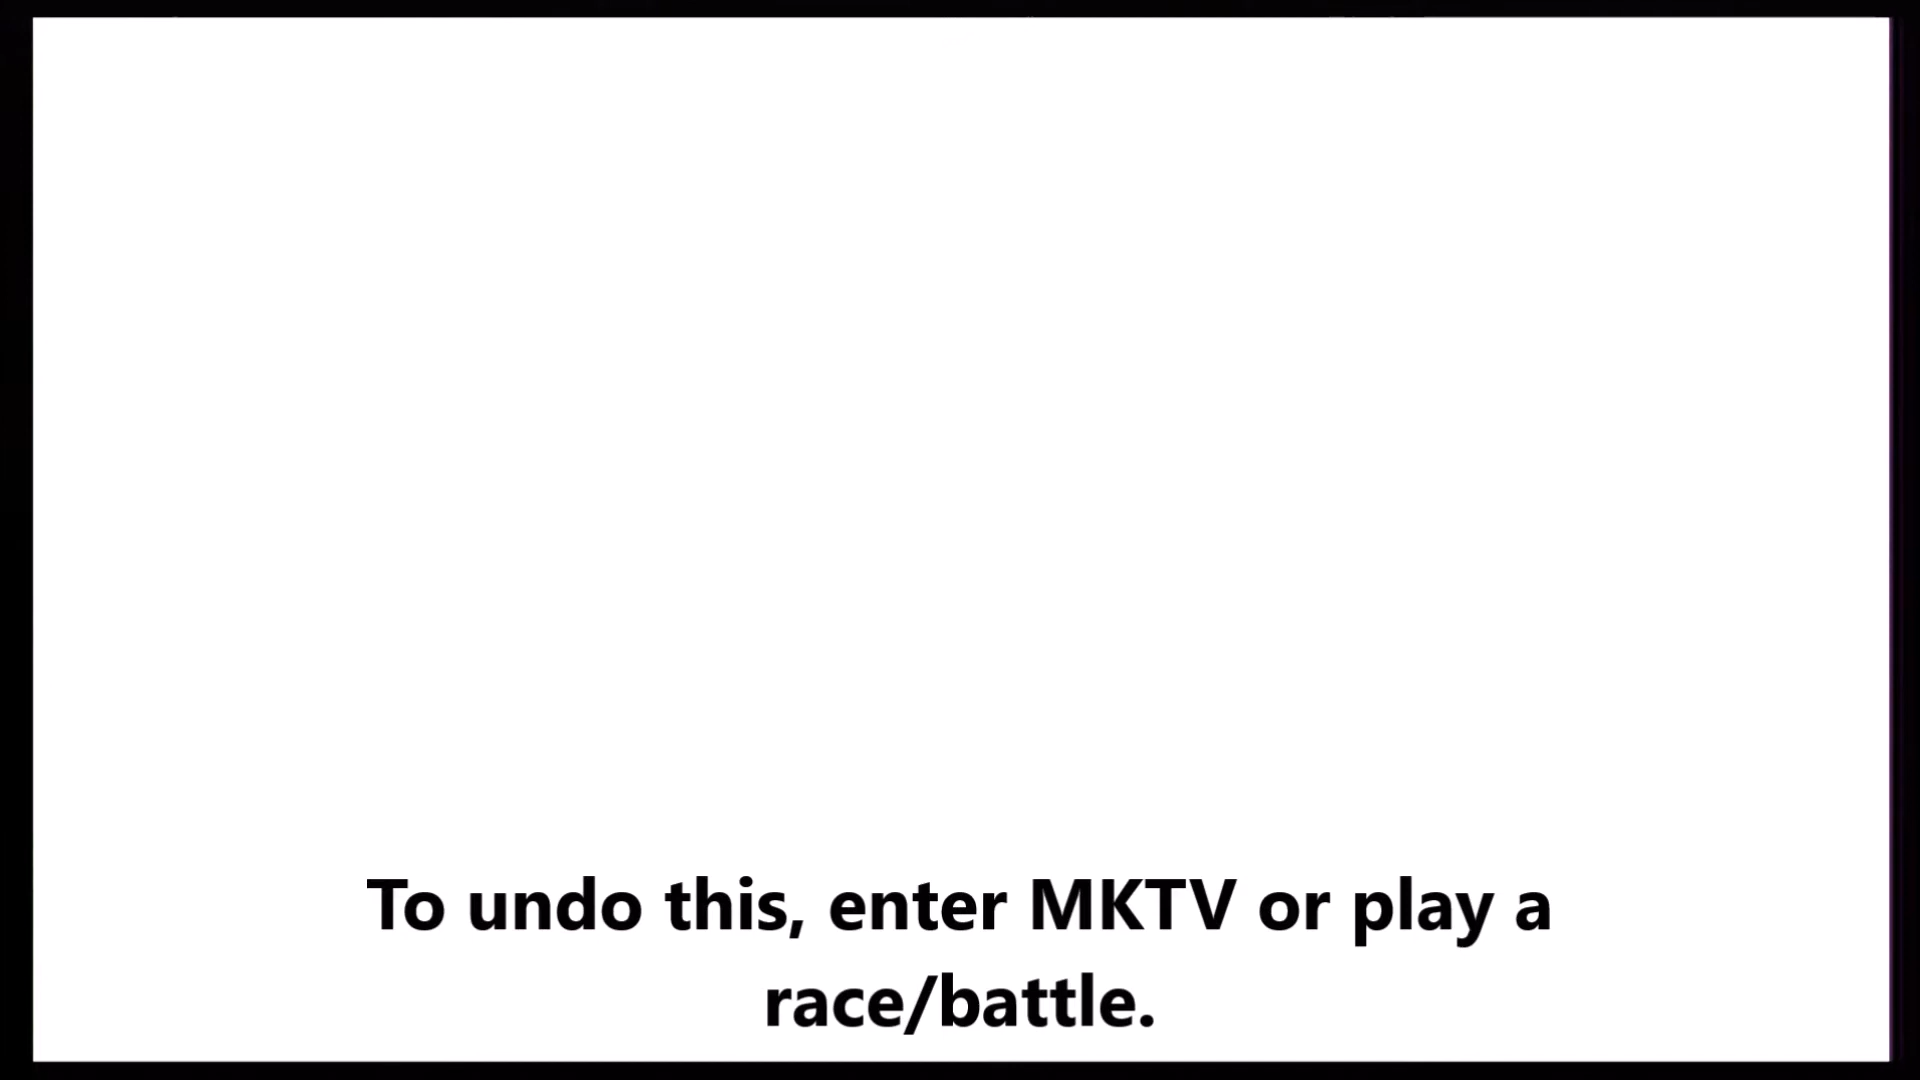 To undo this, enter MKTV or play a
race/battle.